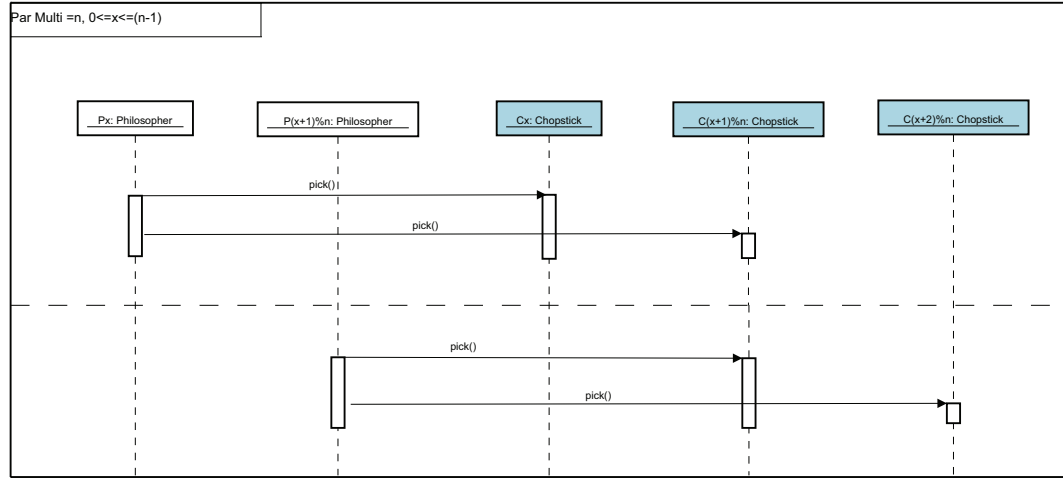 Par Multi =n, 0<=x<=(n-1)
Px: Philosopher
P(x+1)%n: Philosopher
Cx: Chopstick
C(x+1)%n: Chopstick
C(x+2)%n: Chopstick
pick()
pick()
pick()
pick()